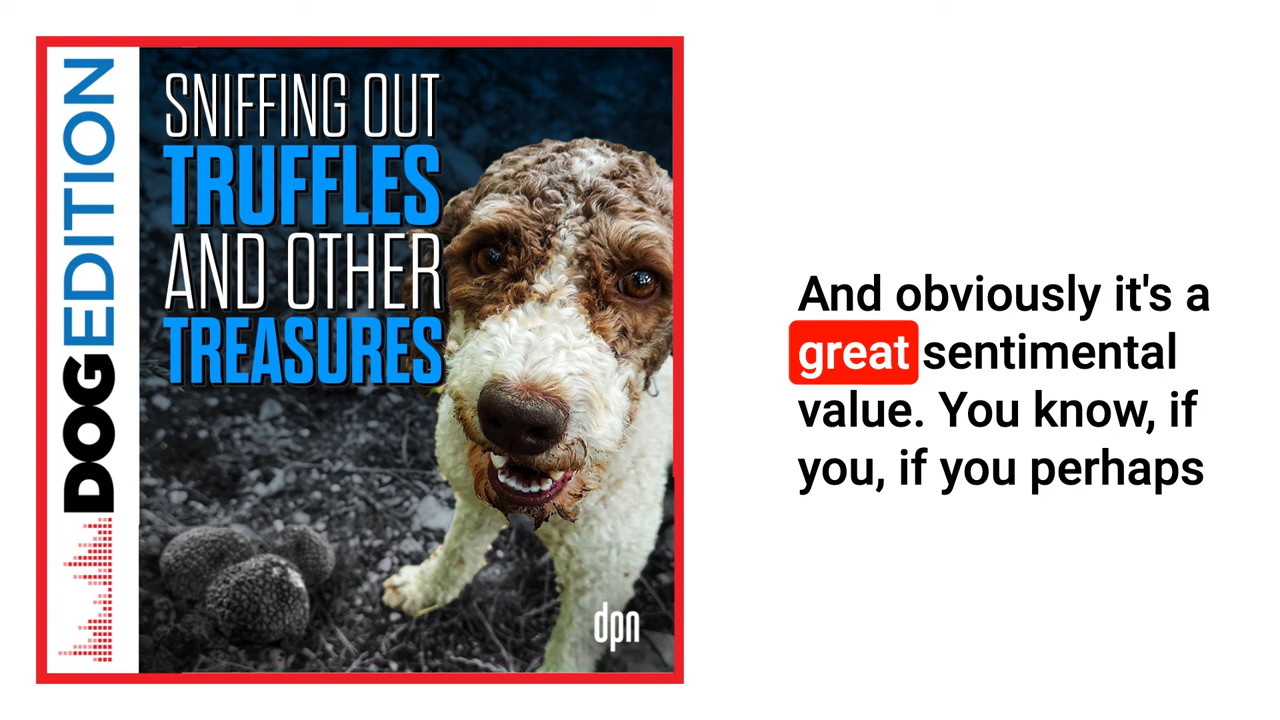 DOGEDITION
SNIFFING OUT
TRUFFLES
AND OTHER
TREASURES
dpn
And obviously it's a
great sentimental
value. You know, if
you, if you perhaps